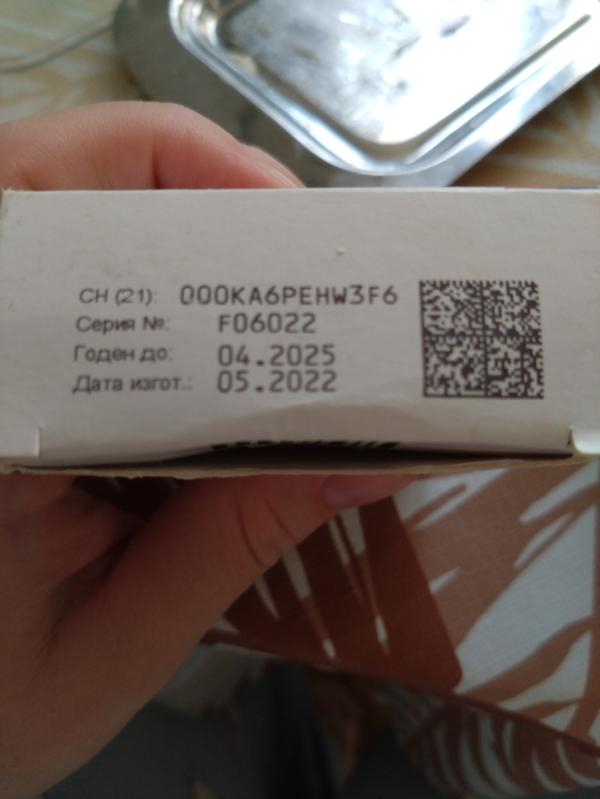 СН (21): 000KA6PEHW3F6
Серия №: F06022
Годен до: 04.2025
Дата изгот.: 05.2022